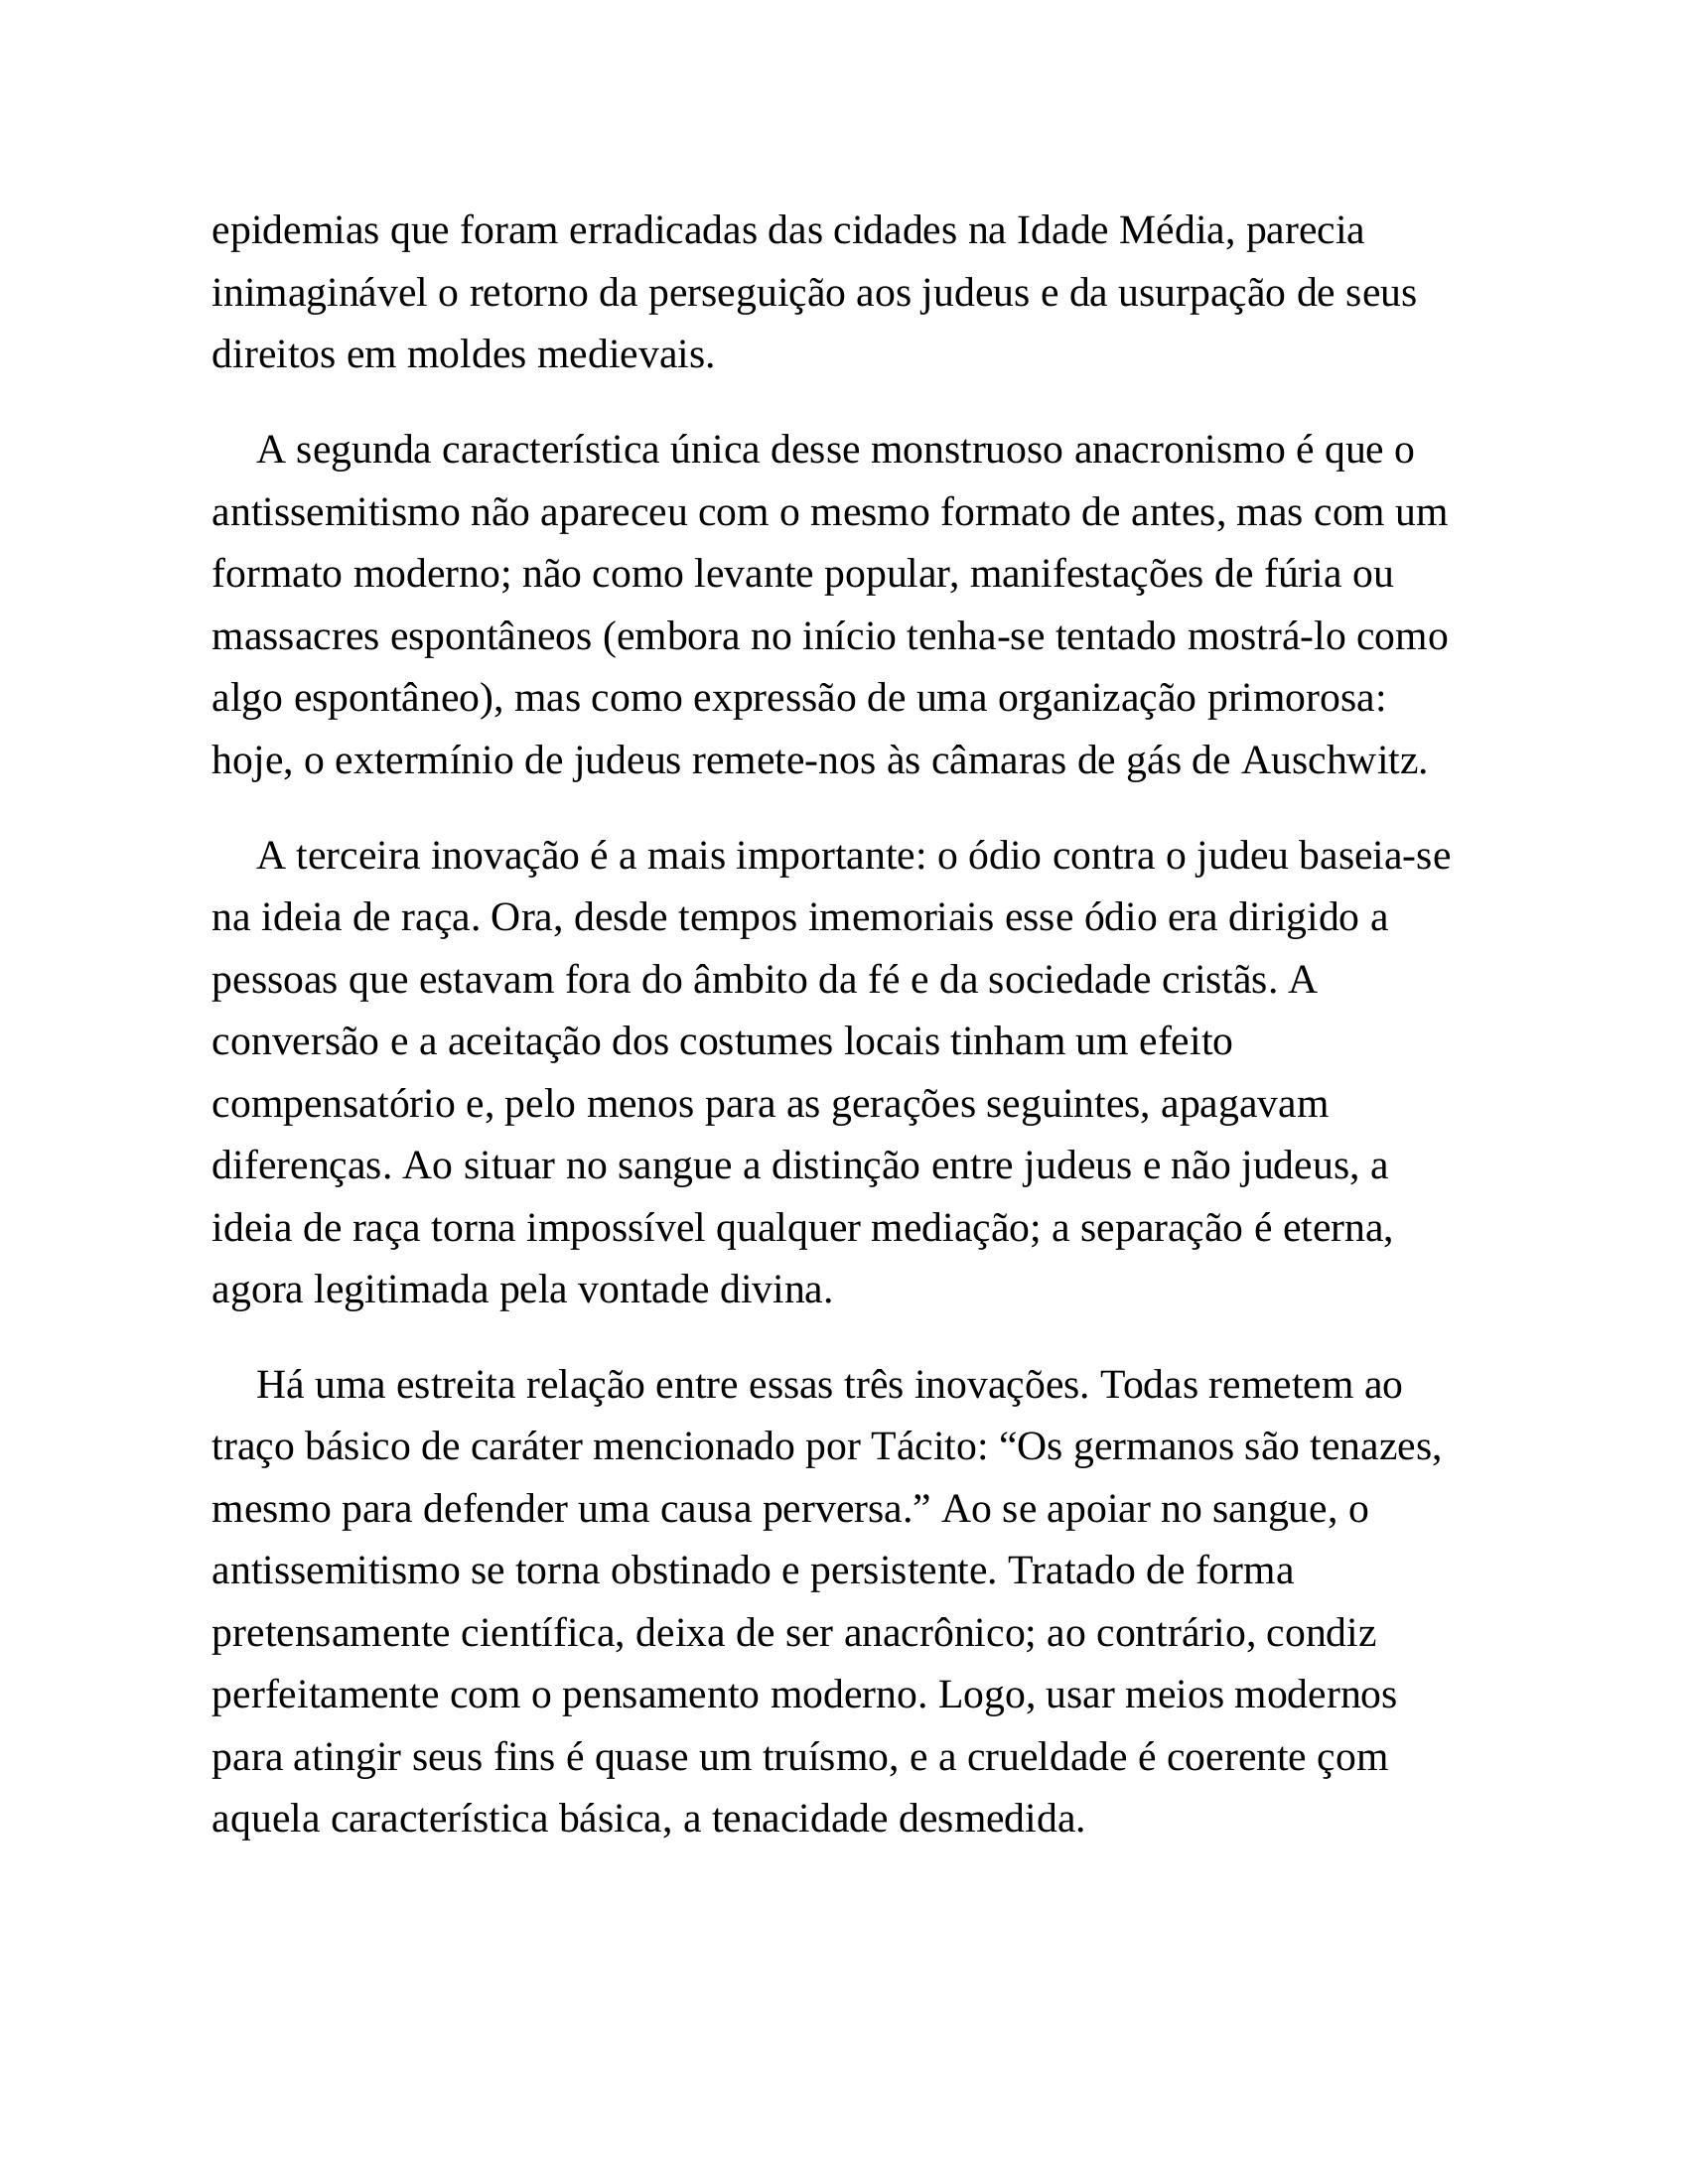 epidemias que foram erradicadas das cidades na Idade Média, parecia
inimaginável o retorno da perseguição aos judeus e da usurpação de seus
direitos em moldes medievais.
A segunda característica única desse monstruoso anacronismo é que o
antissemitismo não apareceu com o mesmo formato de antes, mas com um
formato moderno; não como levante popular, manifestações de fúria ou
massacres espontâneos (embora no início tenha-se tentado mostrá-lo como
algo espontâneo), mas como expressão de uma organização primorosa:
hoje, o extermínio de judeus remete-nos às câmaras de gás de Auschwitz.
A terceira inovação é a mais importante: o ódio contra o judeu baseia-se
na ideia de raça. Ora, desde tempos imemoriais esse ódio era dirigido a
pessoas que estavam fora do âmbito da fé e da sociedade cristãs. A
conversão e a aceitação dos costumes locais tinham um efeito
compensatório e, pelo menos para as gerações seguintes, apagavam
diferenças. Ao situar no sangue a distinção entre judeus e não judeus, a
ideia de raça torna impossível qualquer mediação; a separação é eterna,
agora legitimada pela vontade divina.
Há uma estreita relação entre essas três inovações. Todas remetem ao
traço básico de caráter mencionado por Tácito: “Os germanos são tenazes,
mesmo para defender uma causa perversa.” Ao se apoiar no sangue, o
antissemitismo se torna obstinado e persistente. Tratado de forma
pretensamente científica, deixa de ser anacrônico; ao contrário, condiz
perfeitamente com o pensamento moderno. Logo, usar meios modernos
para atingir seus fins é quase um truísmo, e a crueldade é coerente çom
aquela característica básica, a tenacidade desmedida.